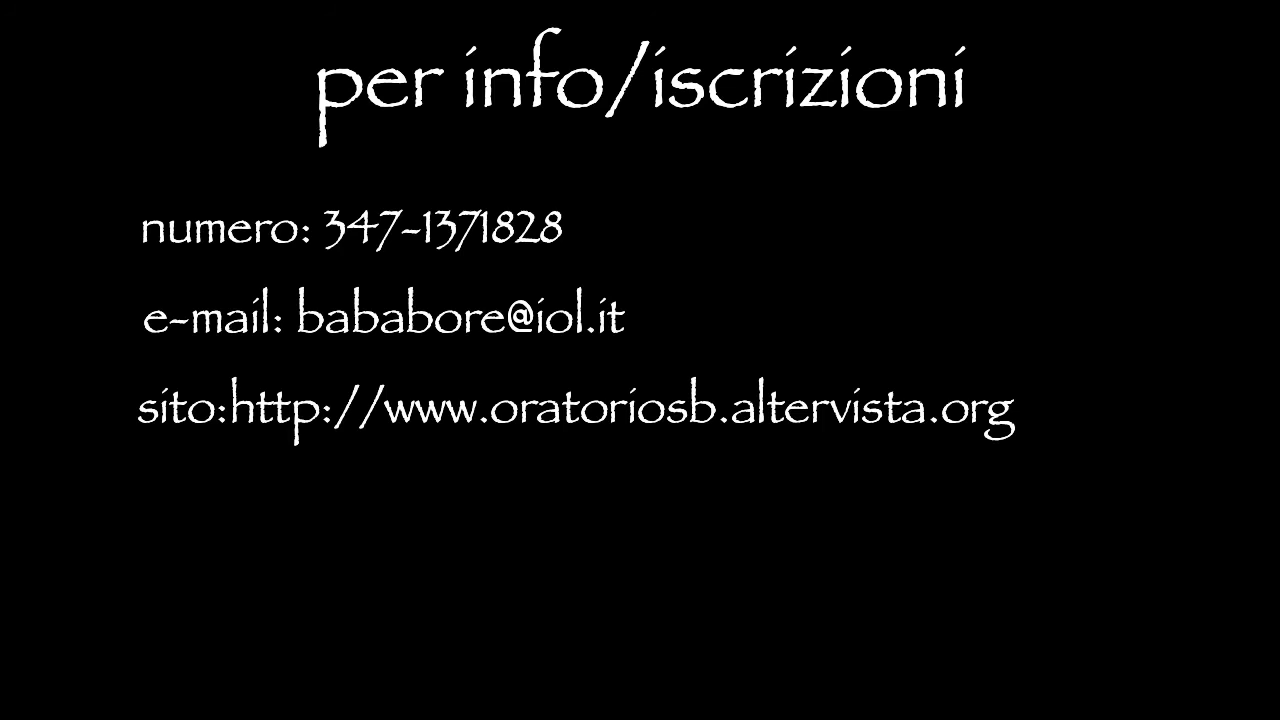 per info/iscrizioni
numero: 347-1371828
e-mail: bababore@iol.it
sito:http://www.oratoriosb.altervista.org